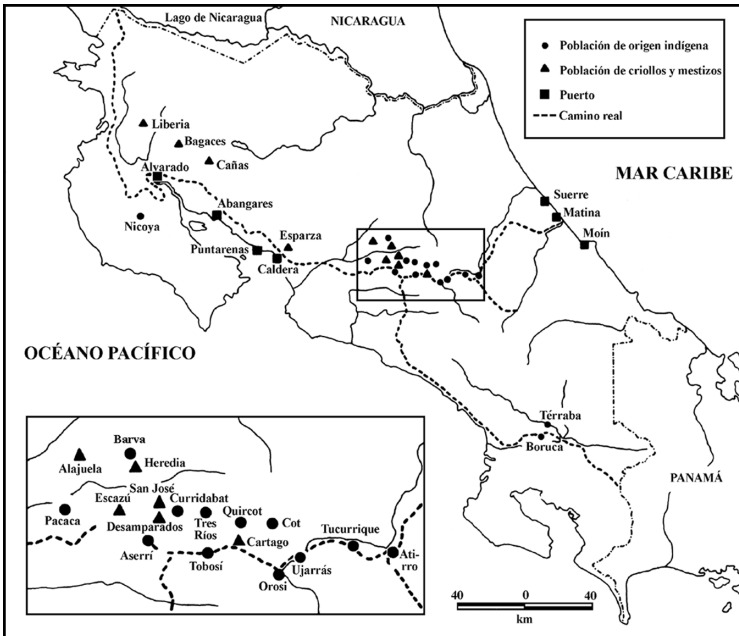 Lago de Nicaragua
NICARAGUA
Población de origen indígena
Población de criollos y mestizos
Puerto
Camino real
Liberia
Bagaces
Cañas
Alvarado
Abangares
Nicoya
Esparza
Puntarenas
Caldera
MAR CARIBE
Suerre
Matina
Moín
OCÉANO PACÍFICO
Térraba
Boruca
PANAMÁ
Barva
Alajuela
Heredia
San José
Escazú
Curridabat
Pacaca
Desamparados
Tres
Ríos
Quircot
Cot
Tucurrique
Aserrí
Cartago
Ati-
rro
Tobosí
Ujarrás
Orosi
40 0 40
km